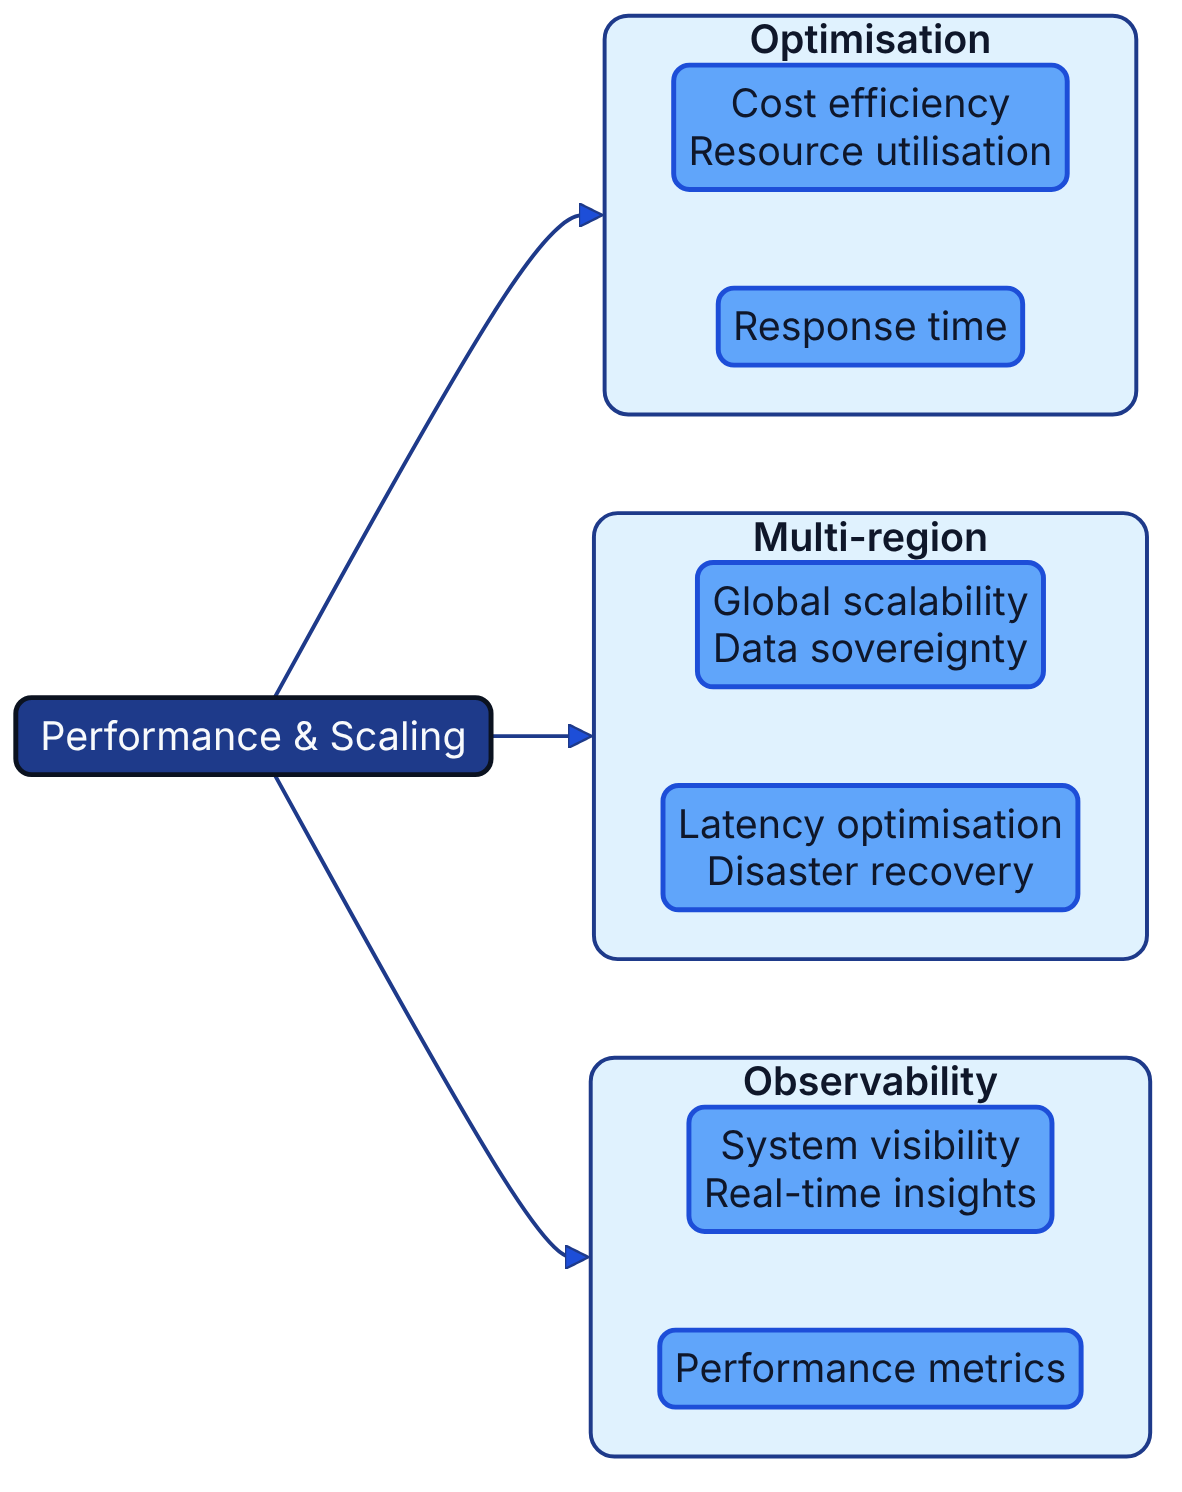 Optimisation
Cost efficiency
Resource utilisation
Response time
Multi-region
Global scalability
Data sovereignty
Performance & Scaling
Latency optimisation
Disaster recovery
Observability
System visibility
Real-time insights
Performance metrics